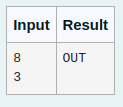 Input Result
8 OUT
3